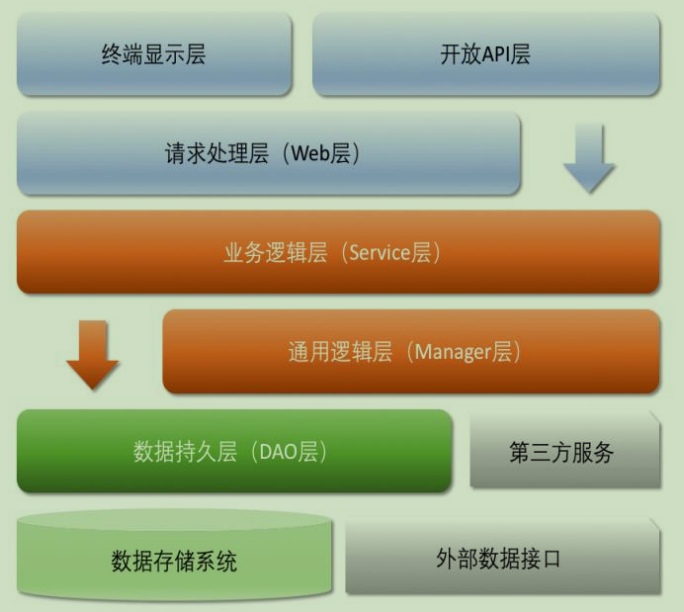 终端显示层
开放API层
请求处理层（Web层）
业务逻辑层（Service层）
通用逻辑层（Manager层）
数据持久层（DAO层）
第三方服务
数据存储系统
外部数据接口